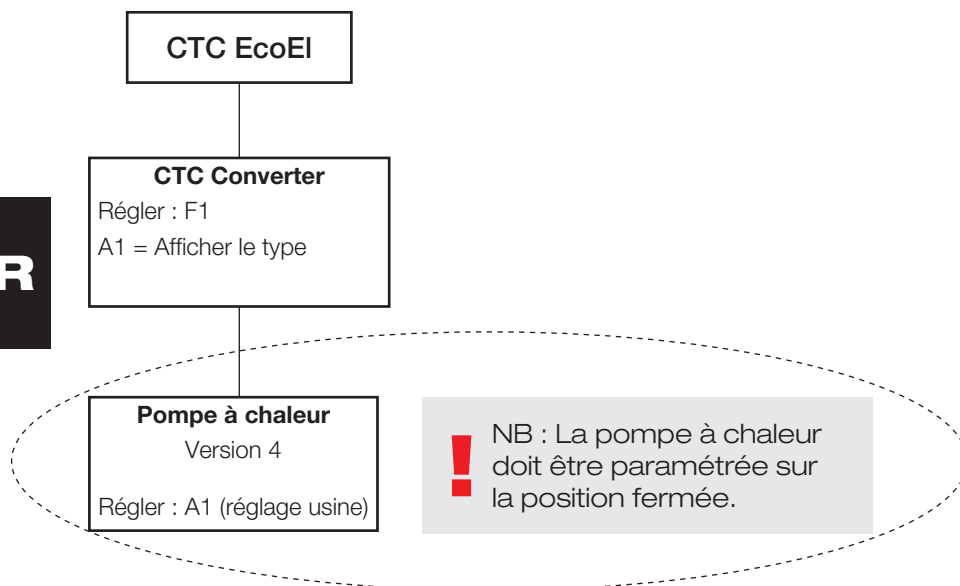 CTC EcoEl
CTC Converter
Régler : F1
A1 = Afficher le type
R
Pompe à chaleur
Version 4
Régler : A1 (réglage usine)
!
NB : La pompe à chaleur
doit être paramétrée sur
la position fermée.